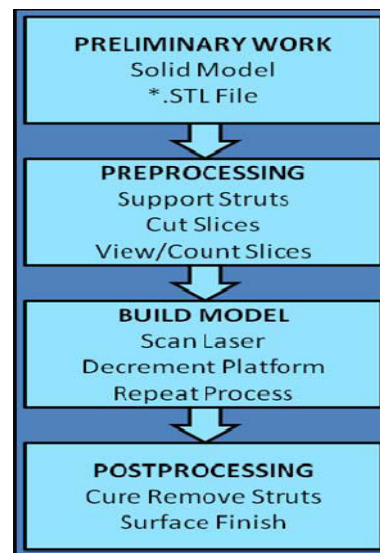 PRELIMINARY WORK
Solid Model
*.STL File
PREPROCESSING
Support Struts
Cut Slices
View/Count Slices
BUILD MODEL
Scan Laser
Decrement Platform
Repeat Process
POSTPROCESSING
Cure Remove Struts
Surface Finish